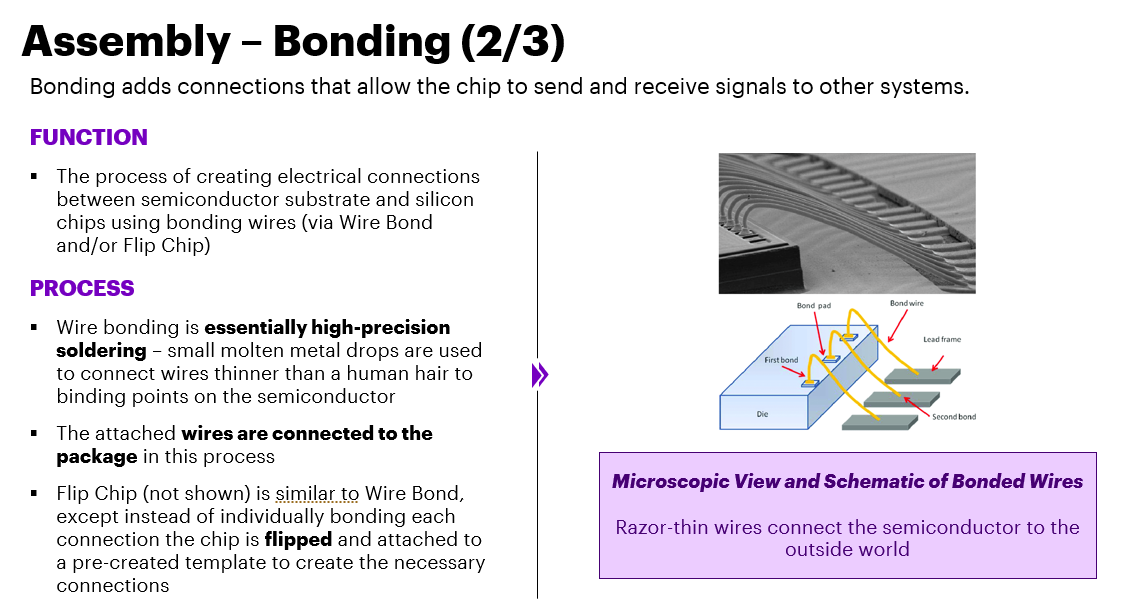 Assembly – Bonding (2/3)
Bonding adds connections that allow the chip to send and receive signals to other systems.
FUNCTION
▪ The process of creating electrical connections
between semiconductor substrate and silicon
chips using bonding wires (via Wire Bond
and/or Flip Chip)
PROCESS
▪ Wire bonding is essentially high-precision
soldering – small molten metal drops are used
to connect wires thinner than a human hair to
binding points on the semiconductor
▪ The attached wires are connected to the
package in this process
▪ Flip Chip (not shown) is similar to Wire Bond,
except instead of individually bonding each
connection the chip is flipped and attached to
a pre-created template to create the necessary
connections
Bond pad
Bond wire
Lead frame
First bond
Die
Second bond
Microscopic View and Schematic of Bonded Wires
Razor-thin wires connect the semiconductor to the
outside world